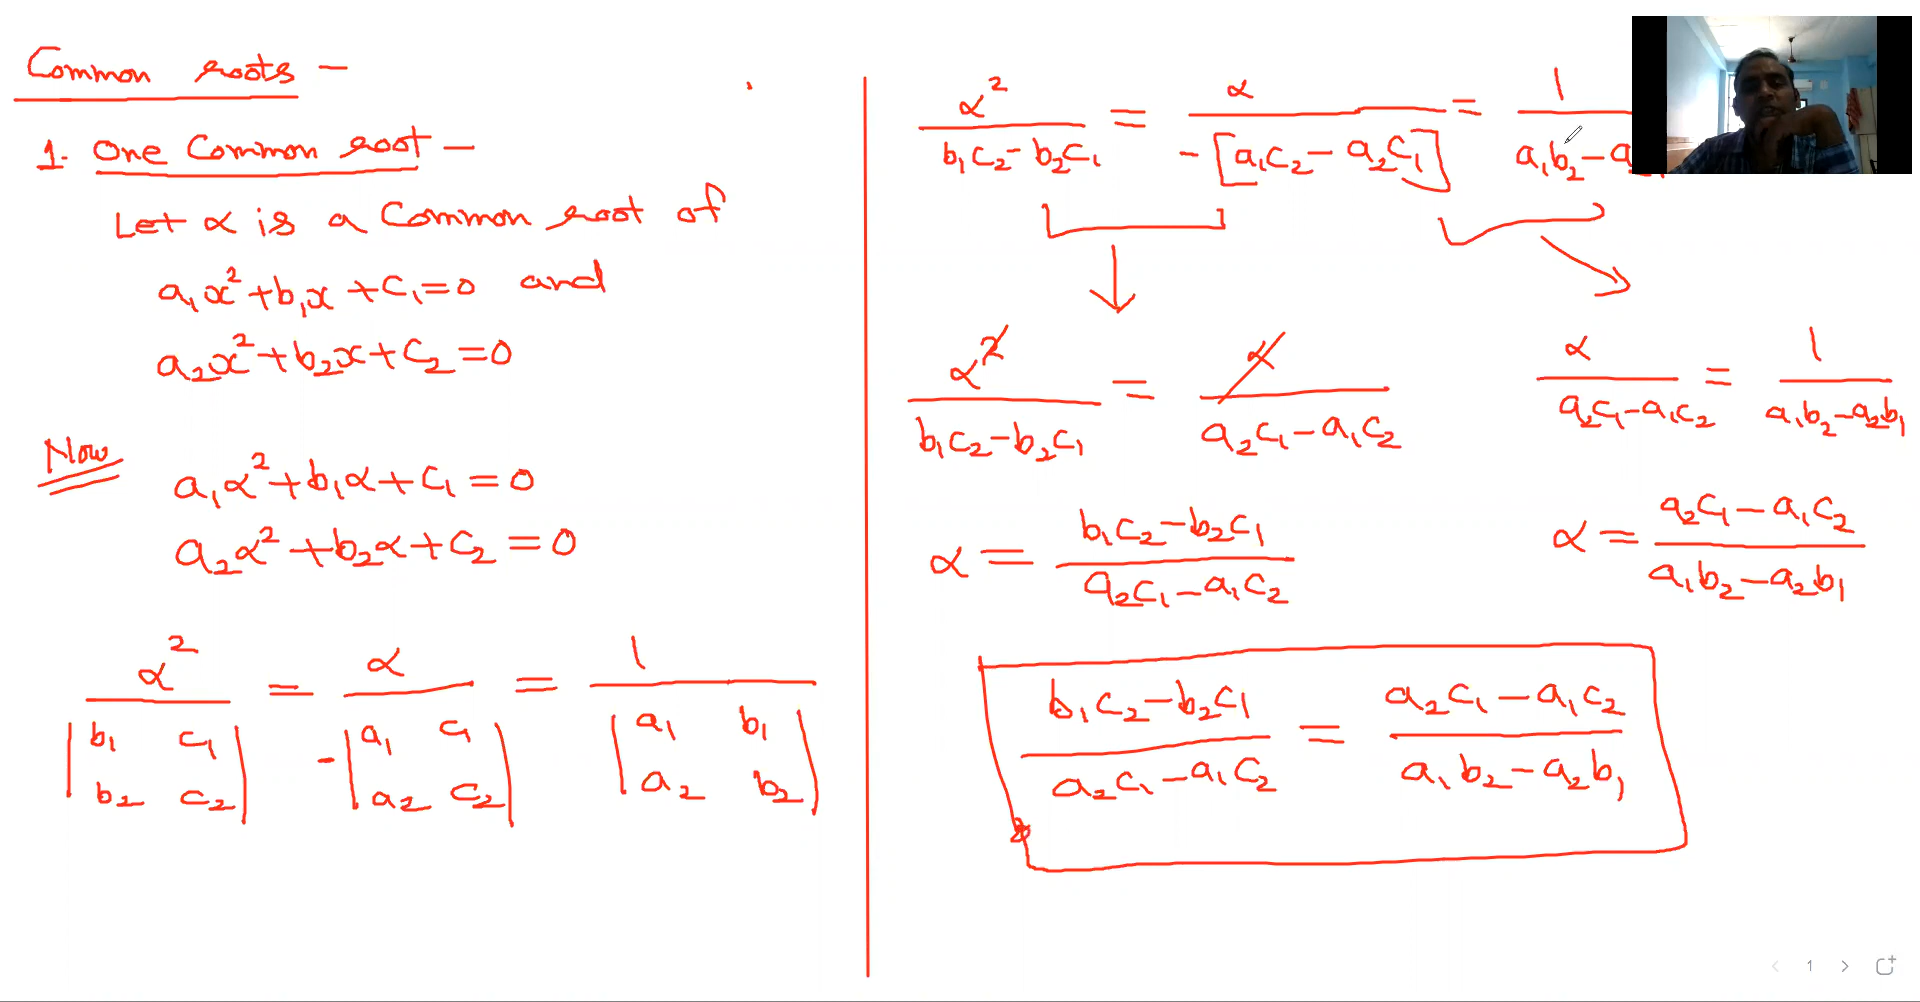 Common roots –
1. One Common root –
Let α is a Common root of
a₁x²+b₁x+c₁=0 and
a₂x²+b₂x+c₂=0
Now
a₁α²+b₁α+c₁=0
a₂α²+b₂α+c₂=0
α² / |b₁ c₁; b₂ c₂| = α / -|a₁ c₁; a₂ c₂| = 1 / |a₁ b₁; a₂ b₂|
α² / b₁c₂-b₂c₁ = α / -[a₁c₂-a₂c₁] = 1 / a₁b₂-a
α² / b₁c₂-b₂c₁ = α / a₂c₁-a₁c₂
α / a₂c₁-a₁c₂ = 1 / a₁b₂-a₂b₁
α = b₁c₂-b₂c₁ / a₂c₁-a₁c₂
α = a₂c₁-a₁c₂ / a₁b₂-a₂b₁
b₁c₂-b₂c₁ / a₂c₁-a₁c₂ = a₂c₁-a₁c₂ / a₁b₂-a₂b₁
1